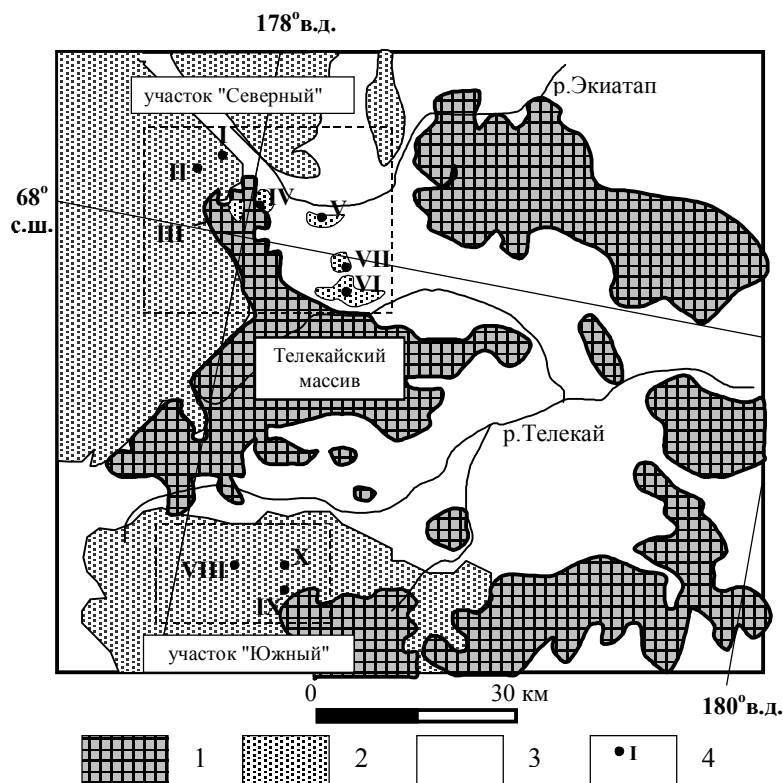 178°в.д.
р.Экиатап
участок "Северный"
I
II
68°
с.ш.
IV
V
III
VII
VI
Телекайский
массив
р.Телекай
VIII
X
IX
участок "Южный"
0 30 км
180°в.д.
1 2 3 I 4